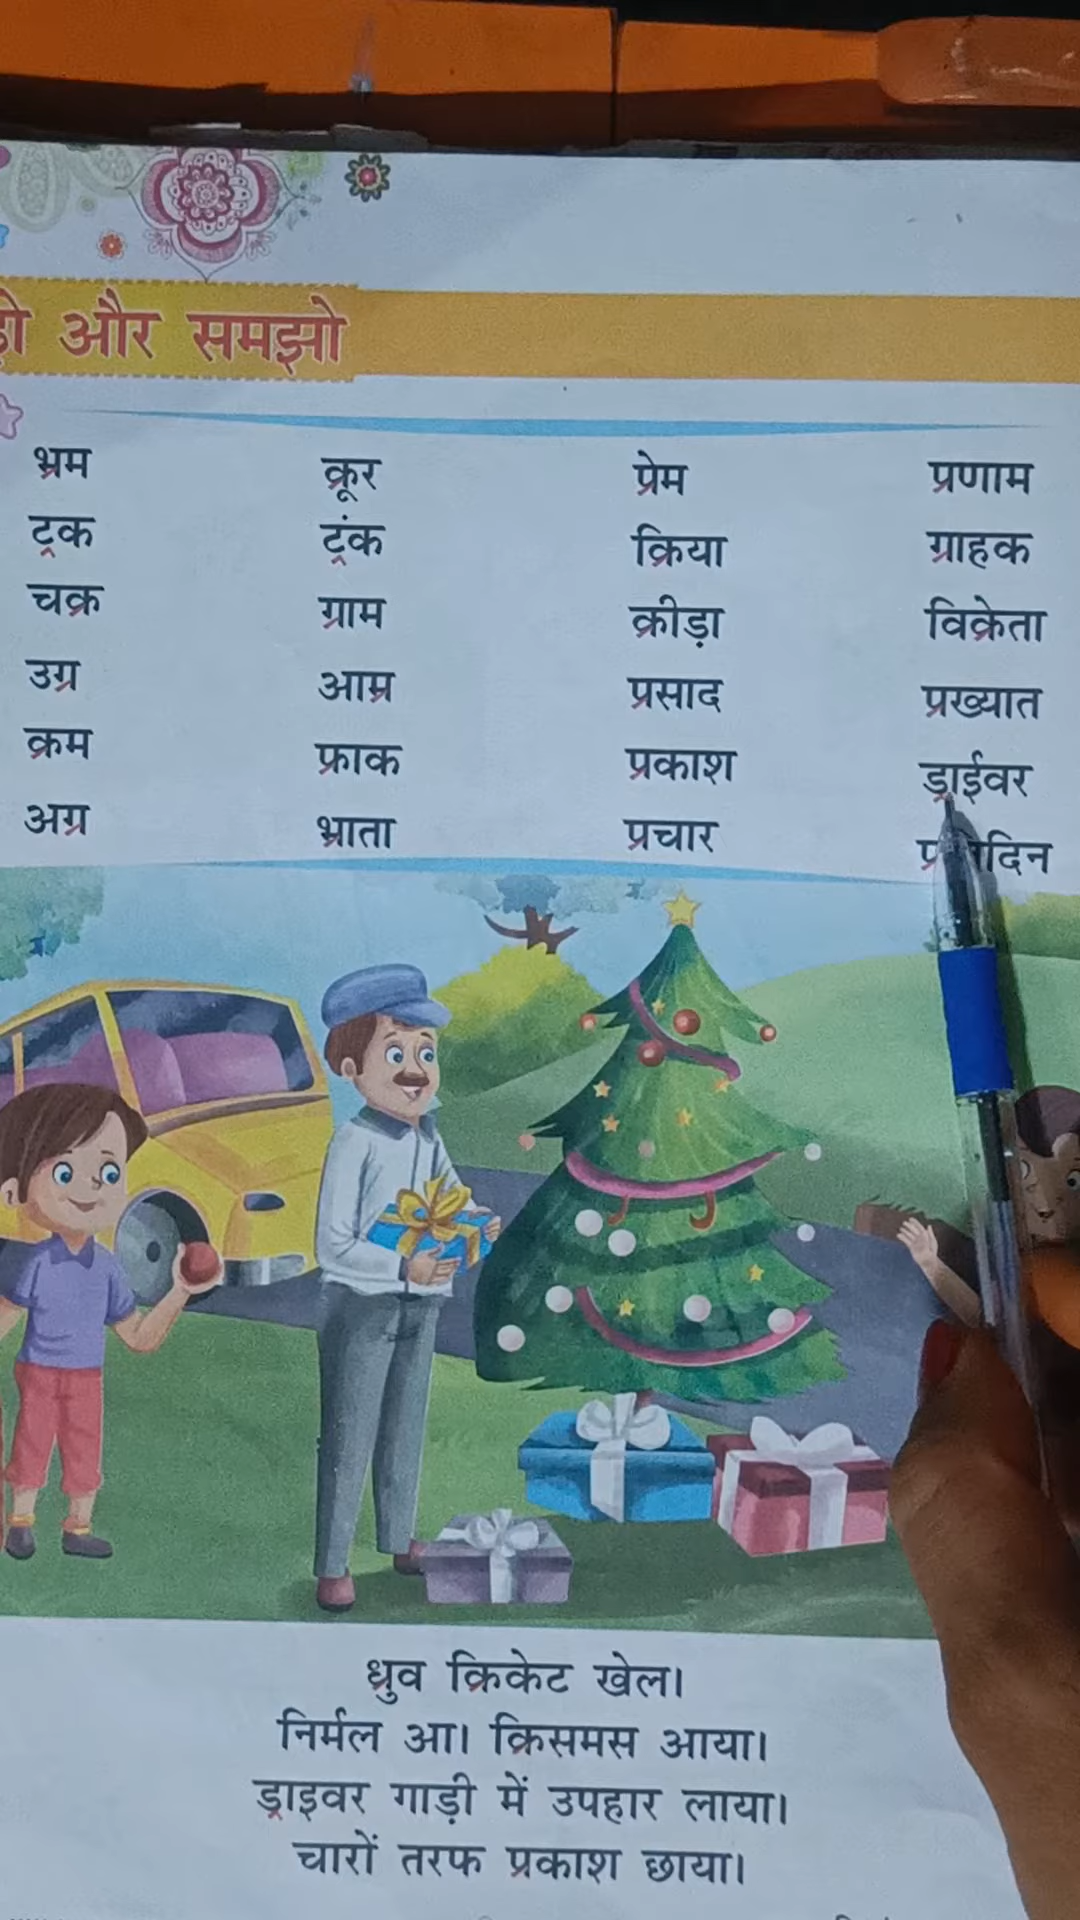 और समझो
भ्रम क्रूर प्रेम प्रणाम
ट्रक ट्रंक क्रिया ग्राहक
चक्र ग्राम क्रीड़ा विक्रेता
उग्र आम्र प्रसाद प्रख्यात
क्रम फ्राक प्रकाश ड्राईवर
अग्र भ्राता प्रचार
ध्रुव क्रिकेट खेल।
निर्मल आ। क्रिसमस आया।
ड्राइवर गाड़ी में उपहार लाया।
चारों तरफ प्रकाश छाया।